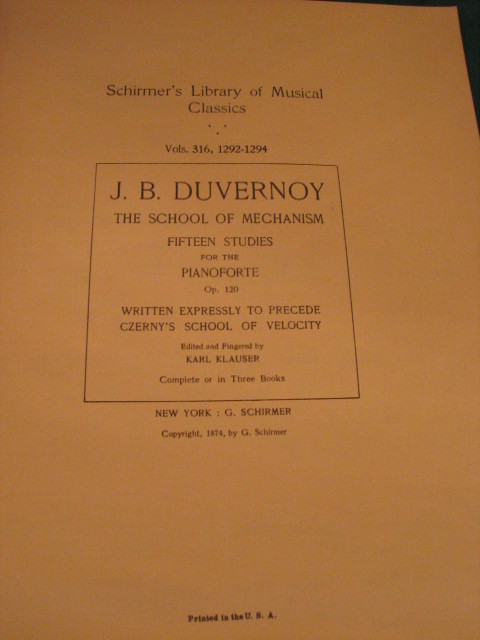 Schirmer's Library of Musical
Classics
Vols. 316, 1292-1294
J. B. DUVERNOY
THE SCHOOL OF MECHANISM
FIFTEEN STUDIES
FOR THE
PIANOFORTE
Op. 120
WRITTEN EXPRESSLY TO PRECEDE
CZERNY'S SCHOOL OF VELOCITY
Edited and Fingered by
KARL KLAUSER
Complete or in Three Books
NEW YORK : G. SCHIRMER
Copyright, 1874, by G. Schirmer
Printed in the U. S. A.